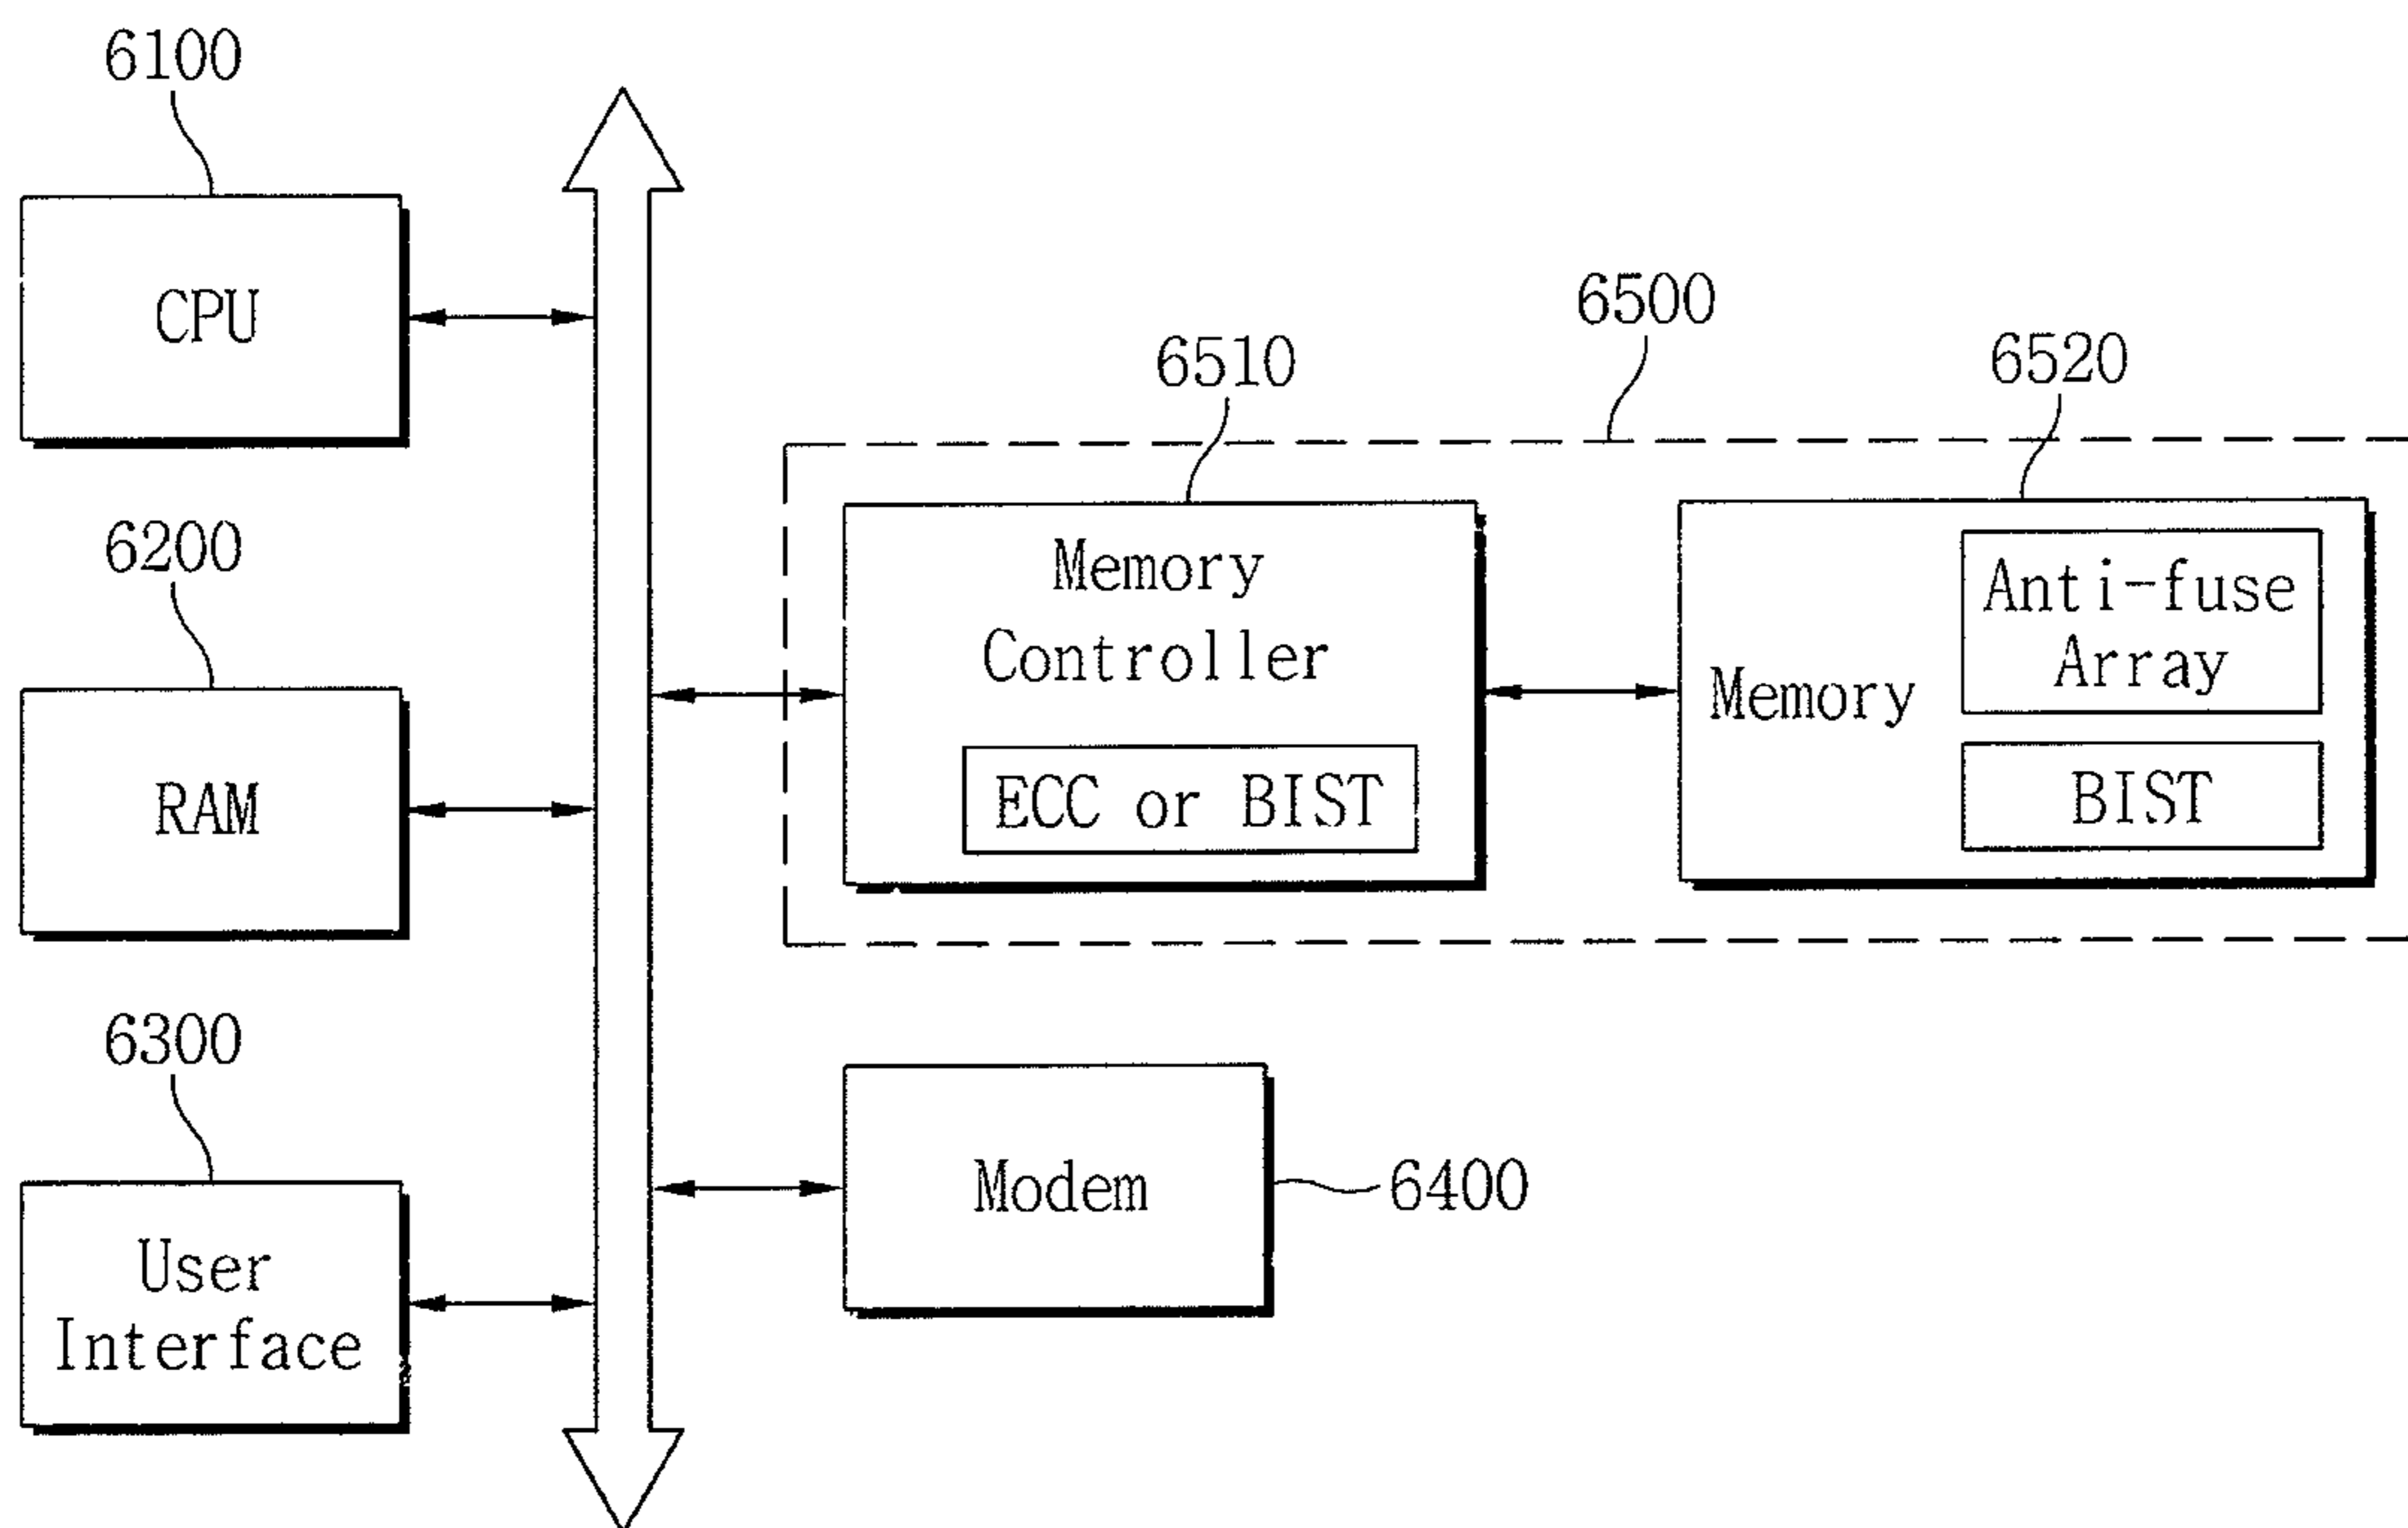 6100
CPU
6200
RAM
6300
User
Interface
6500
6510
Memory
Controller
ECC or BIST
6520
Memory
Anti-fuse
Array
BIST
Modem
6400